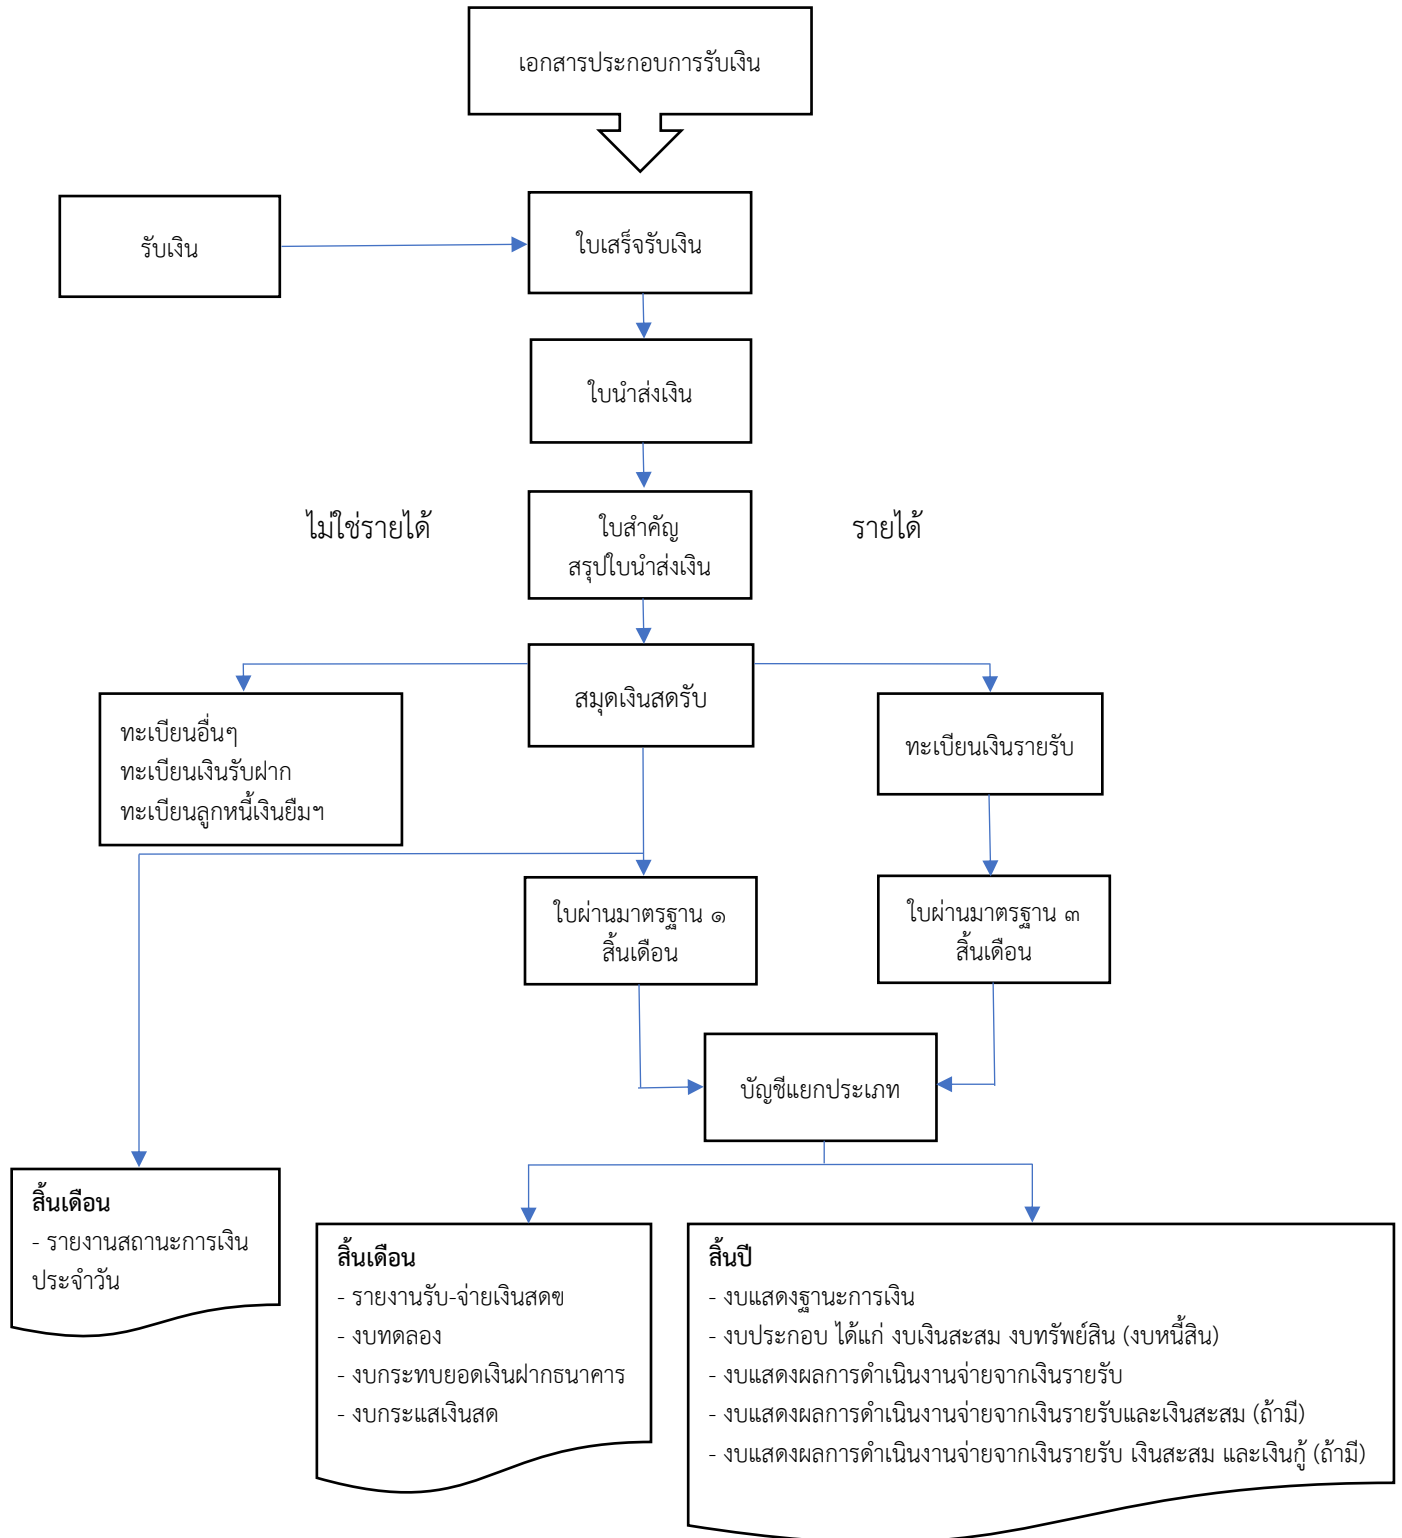 เอกสารประกอบการรับเงิน
รับเงิน
ใบเสร็จรับเงิน
ใบนำส่งเงิน
ไม่ใช่รายได้
ใบสำคัญ
สรุปใบนำส่งเงิน
รายได้
สมุดเงินสดรับ
ทะเบียนอื่นๆ
ทะเบียนเงินรับฝาก
ทะเบียนลูกหนี้เงินยืมฯ
ทะเบียนเงินรายรับ
ใบผ่านมาตรฐาน ๑
สิ้นเดือน
ใบผ่านมาตรฐาน ๓
สิ้นเดือน
บัญชีแยกประเภท
สิ้นเดือน
- รายงานสถานะการเงิน
ประจำวัน
สิ้นเดือน
- รายงานรับ-จ่ายเงินสดซ
- งบทดลอง
- งบกระทบยอดเงินฝากธนาคาร
- งบกระแสเงินสด
สิ้นปี
- งบแสดงฐานะการเงิน
- งบประกอบ ได้แก่ งบเงินสะสม งบทรัพย์สิน (งบหนี้สิน)
- งบแสดงผลการดำเนินงานจ่ายจากเงินรายรับ
- งบแสดงผลการดำเนินงานจ่ายจากเงินรายรับและเงินสะสม (ถ้ามี)
- งบแสดงผลการดำเนินงานจ่ายจากเงินรายรับ เงินสะสม และเงินกู้ (ถ้ามี)